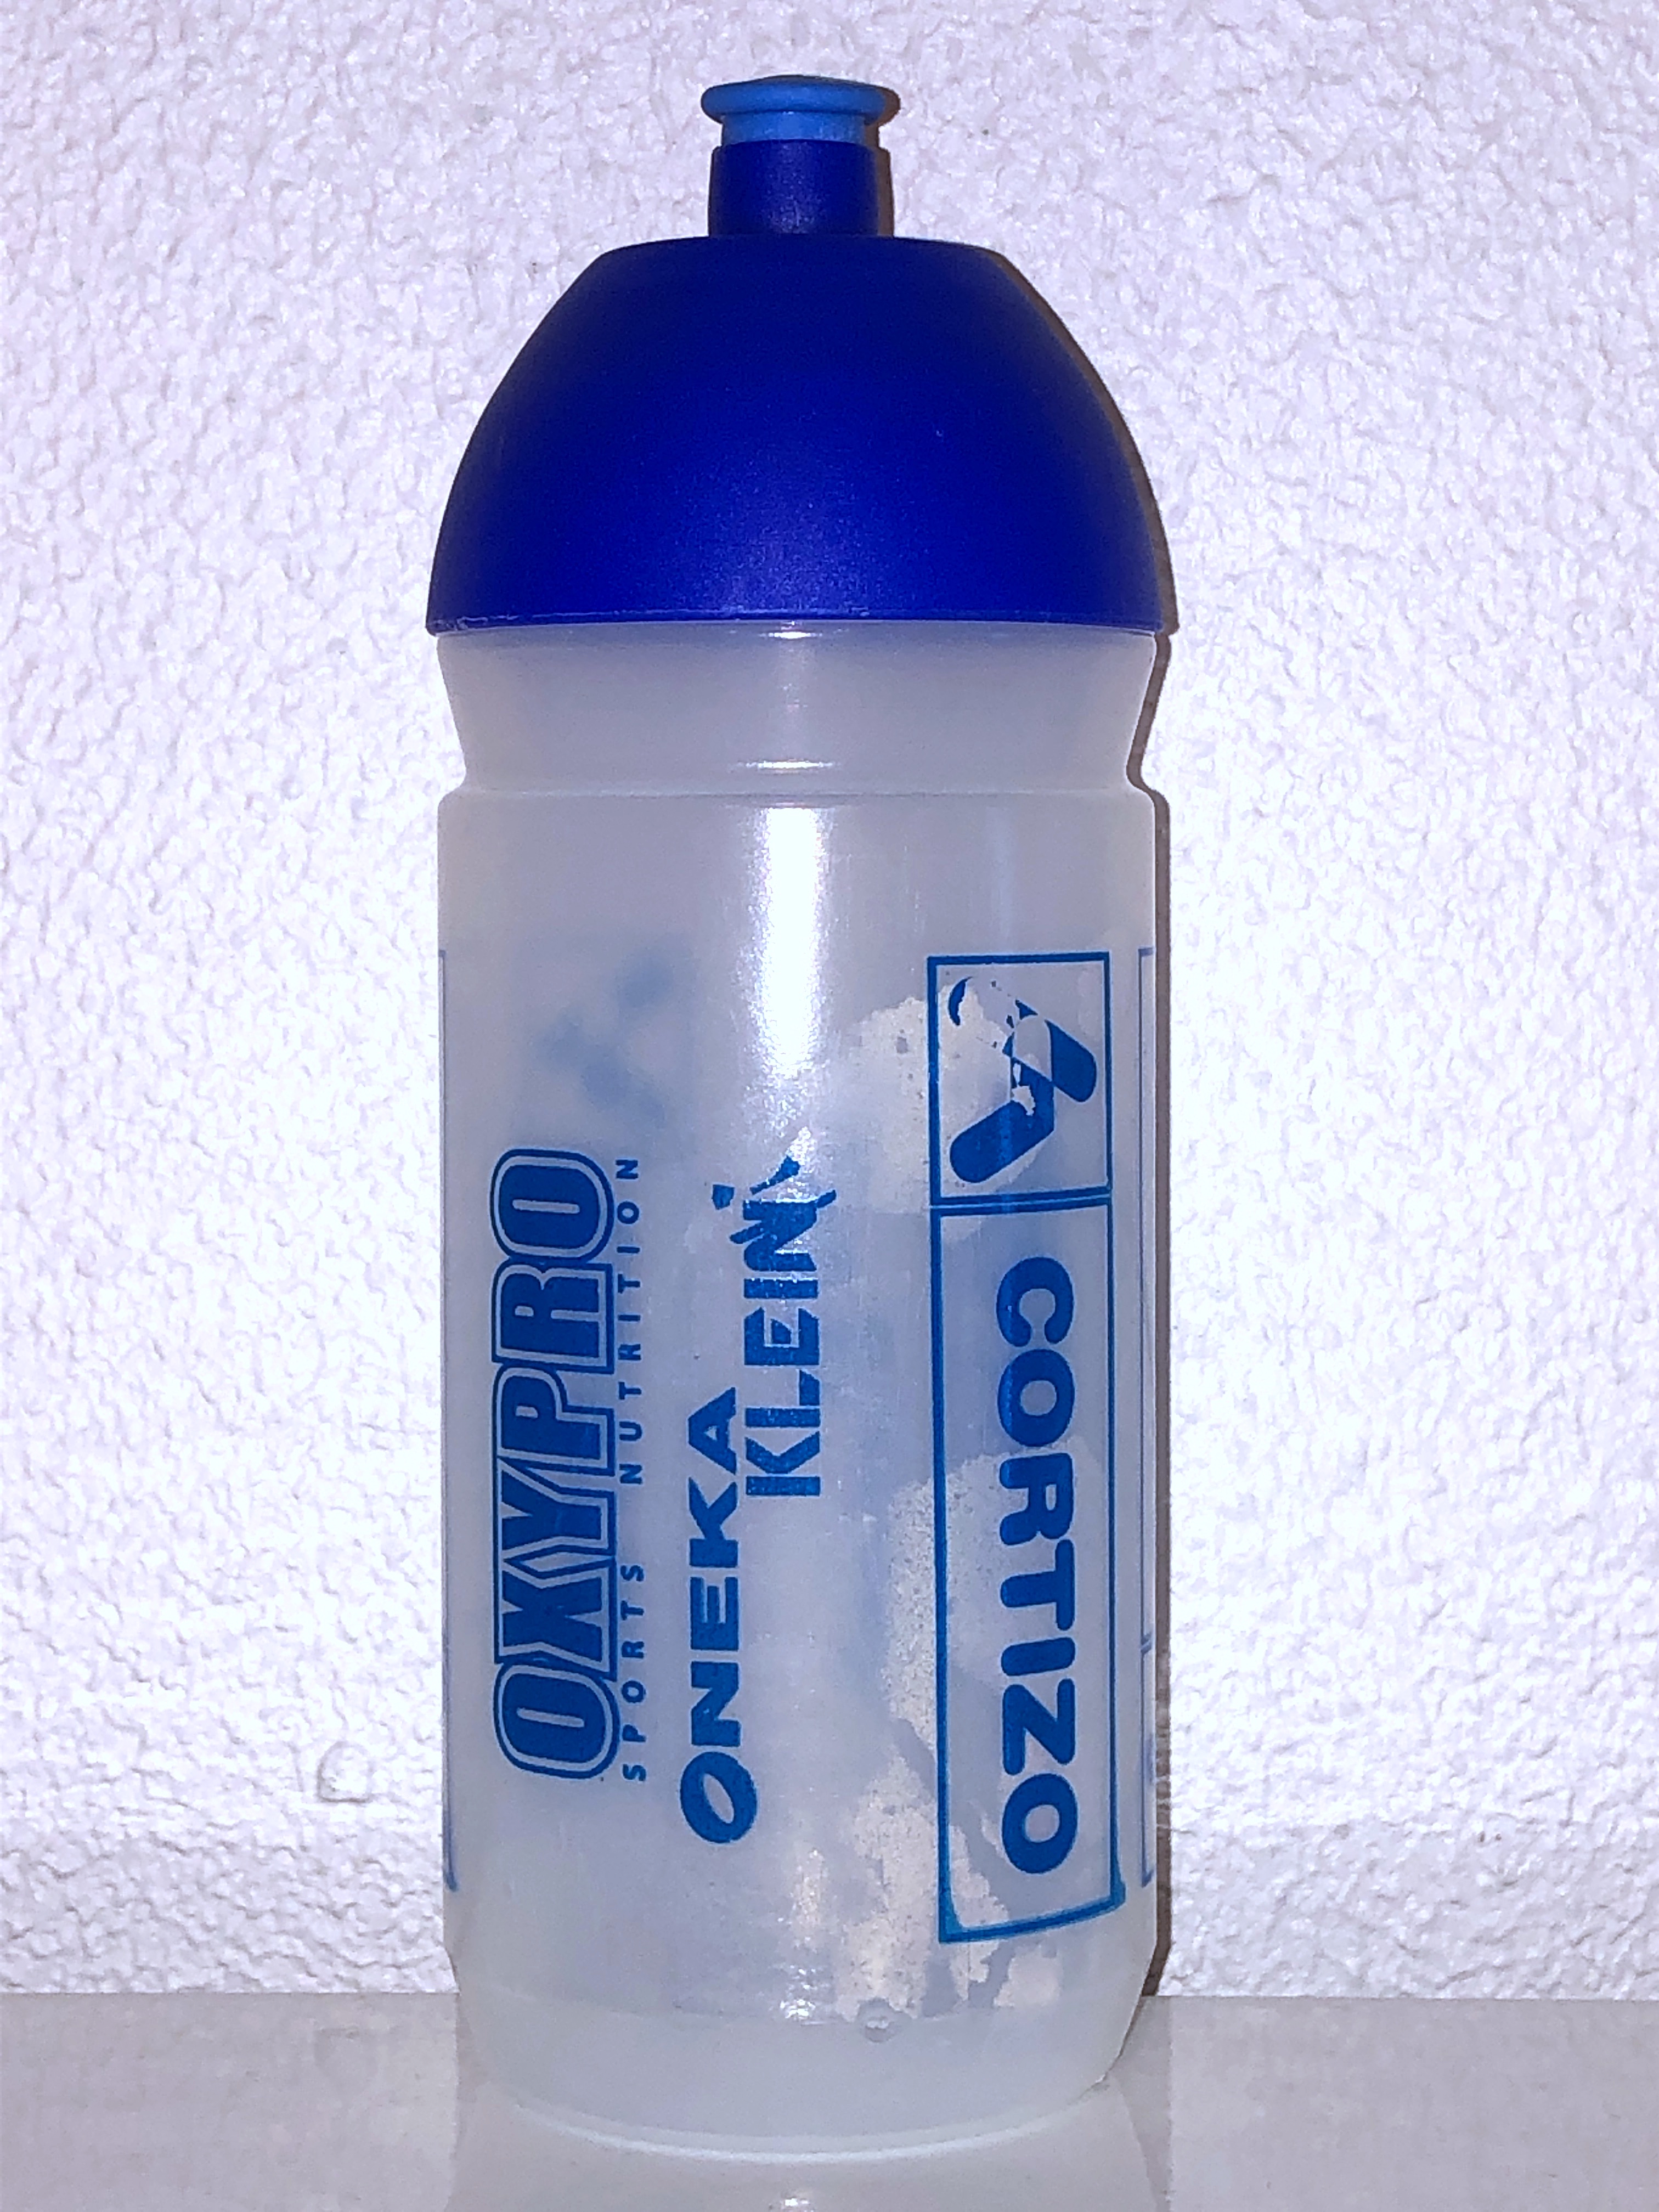 OXYPRO
SPORTS NUTRITION
ONEKA
KLEIN
CORTIZO